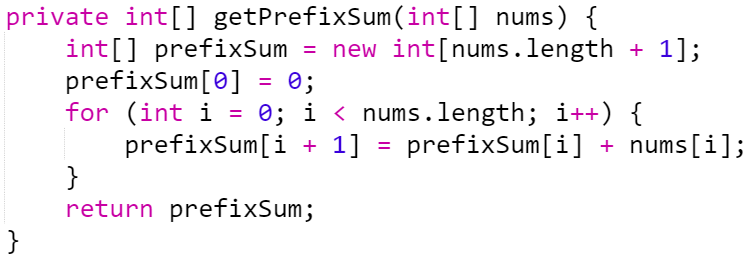 private int[] getPrefixSum(int[] nums) {
    int[] prefixSum = new int[nums.length + 1];
    prefixSum[0] = 0;
    for (int i = 0; i < nums.length; i++) {
        prefixSum[i + 1] = prefixSum[i] + nums[i];
    }
    return prefixSum;
}